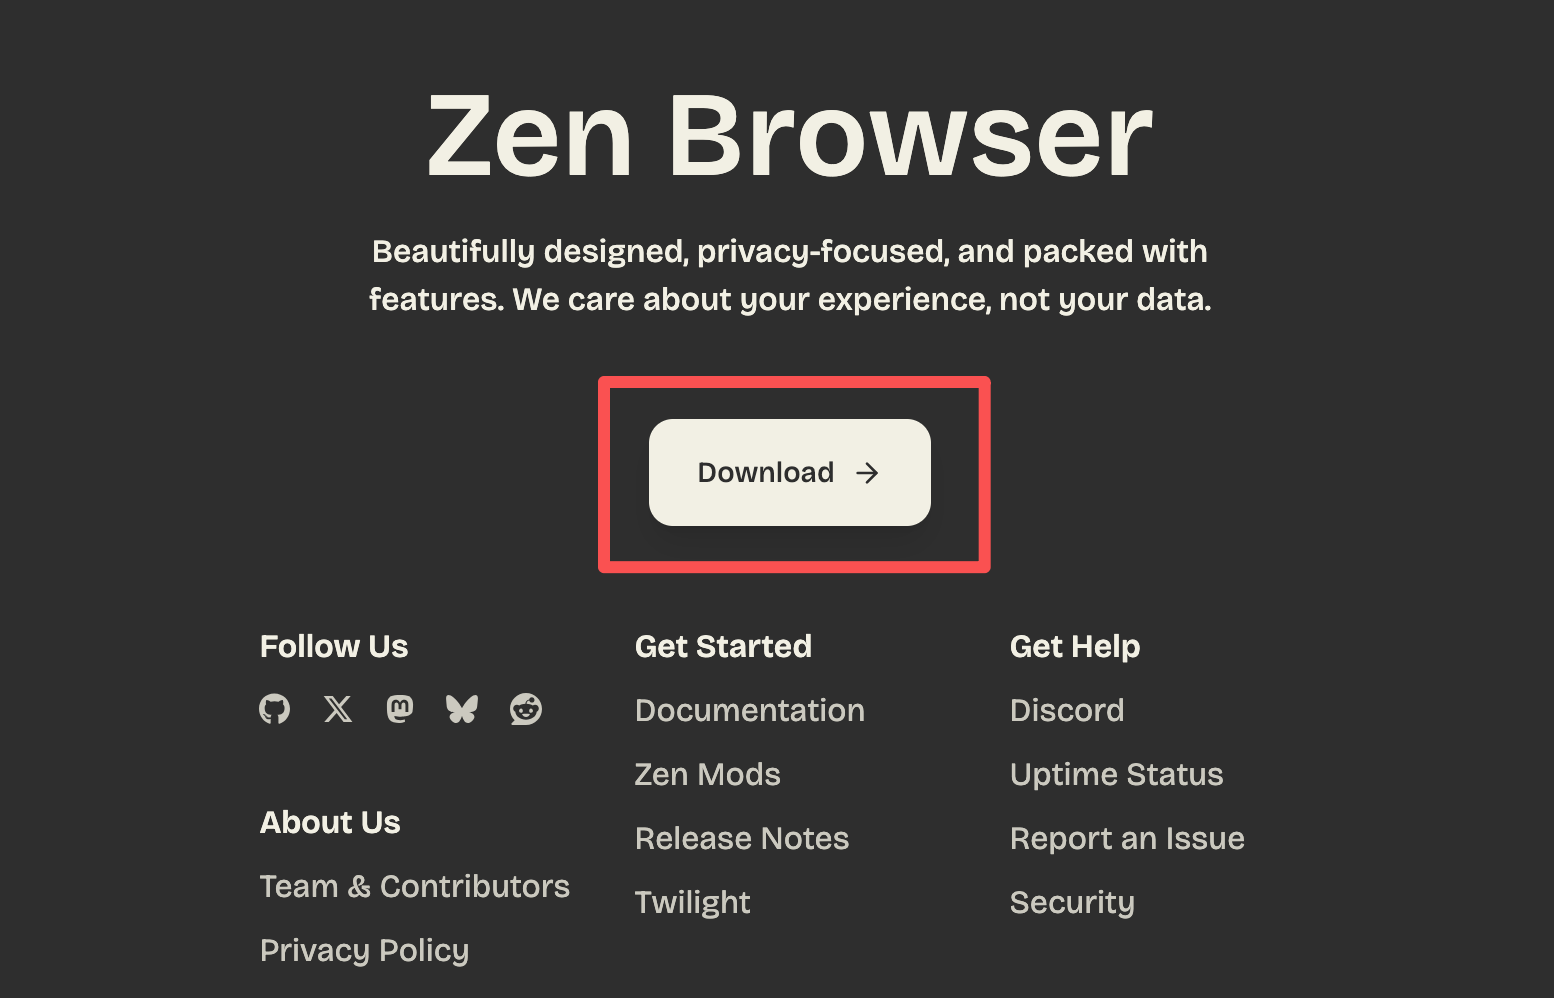 Zen Browser
Beautifully designed, privacy-focused, and packed with
features. We care about your experience, not your data.
Download
Follow Us
About Us
Team & Contributors
Privacy Policy
Get Started
Documentation
Zen Mods
Release Notes
Twilight
Get Help
Discord
Uptime Status
Report an Issue
Security